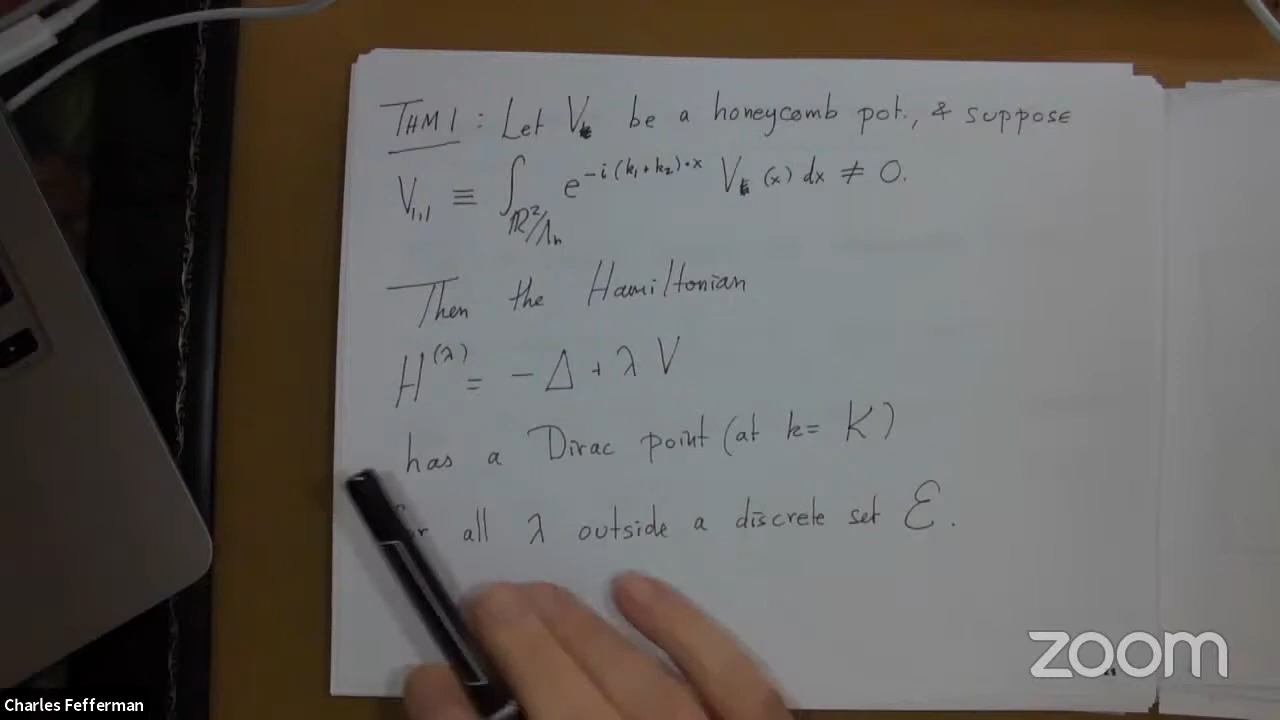 THM 1 : Let V be a honeycomb pot., & suppose
V₁,₁ ≡ ∫_{ℝ²/Λₕ} e^{-i(k₁+k₂)·x} V (x) dx ≠ 0.
Then the Hamiltonian
H^{(λ)} = -Δ + λ V
has a Dirac point (at k = K)
all λ outside a discrete set ℰ.
zoom
Charles Fefferman